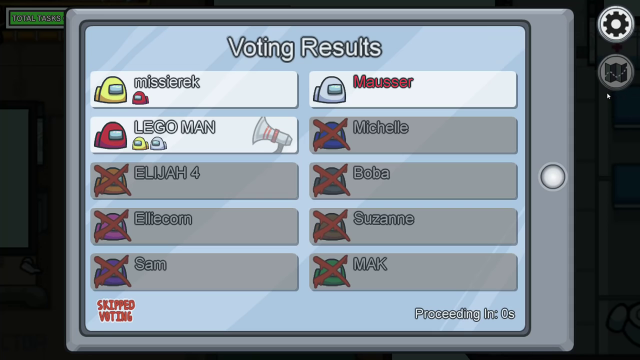 TOTAL TASKS
Voting Results
missierek
Mausser
LEGO MAN
Michelle
ELIJAH 4
Boba
Elliecorn
Suzanne
Sam
MAK
SKIPPED
VOTING
Proceeding In: 0s